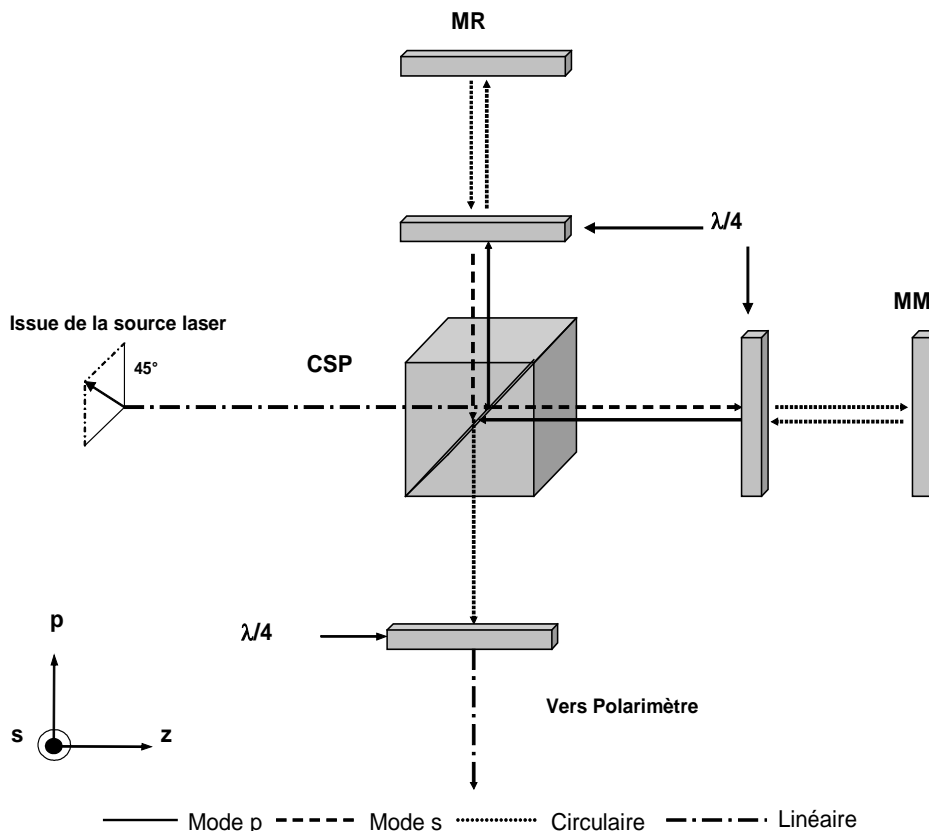 MR
λ/4
MM
Issue de la source laser
45°
CSP
λ/4
p
Vers Polarimètre
s
z
Mode p
Mode s
Circulaire
Linéaire